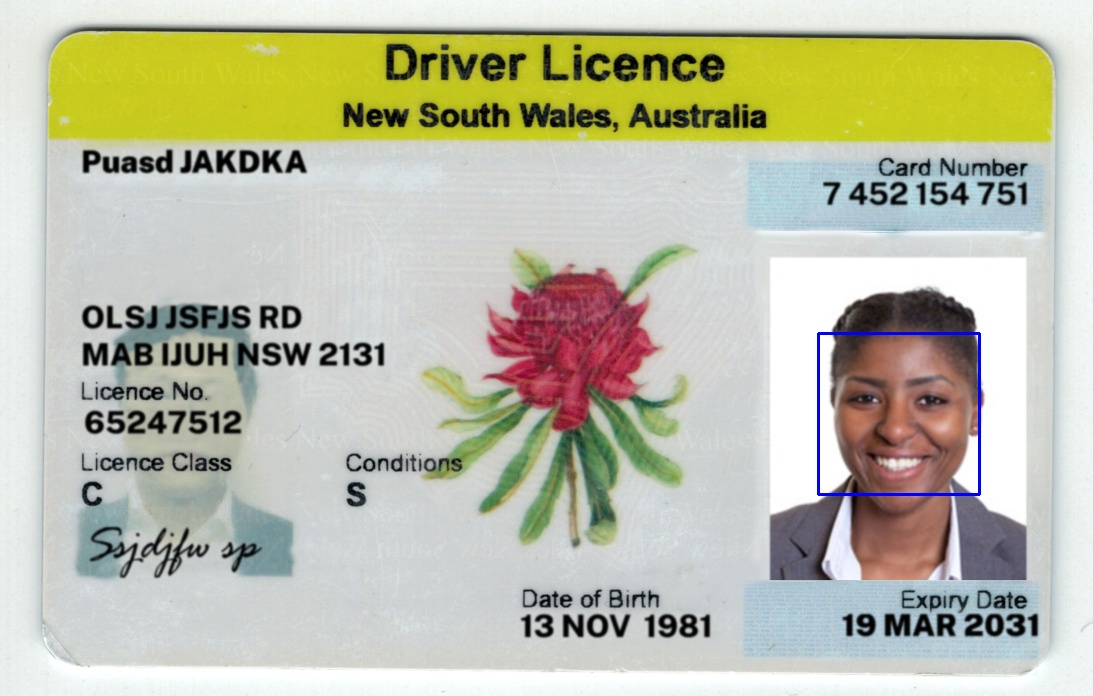 Driver Licence
New South Wales, Australia
Puasd JAKDKA
Card Number
7 452 154 751
OLSJ JSFJS RD
MAB IJUH NSW 2131
Licence No.
65247512
Licence Class
Conditions
C
S
Ssjdjfw sp
Date of Birth
13 NOV 1981
Expiry Date
19 MAR 2031